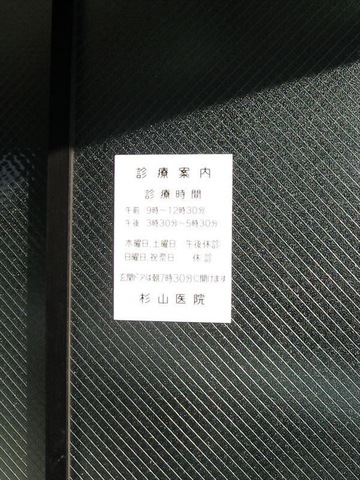 診療案内
診療時間
午前 9時～12時30分
午後 3時30分～5時30分
木曜日,土曜日 午後休診
日曜日,祝祭日 休診
玄関ドアは朝7時30分に開けます
杉山医院